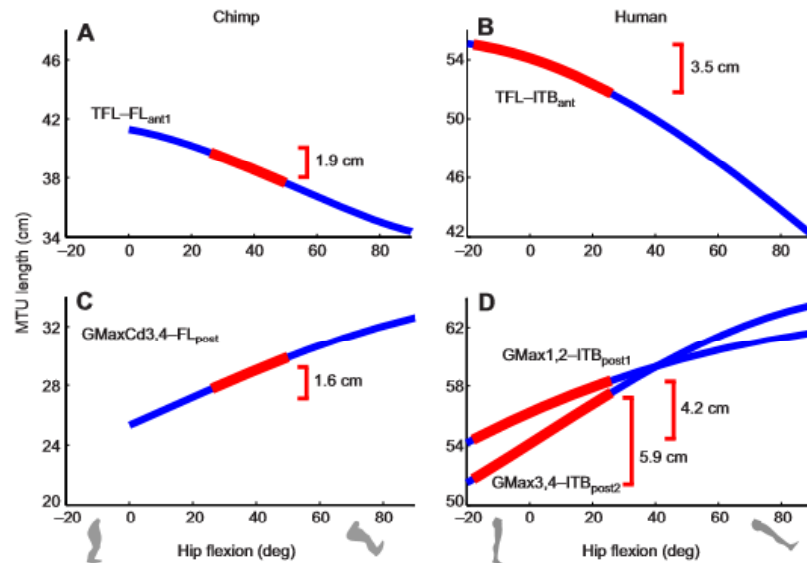 Chimp
Human
A
B
46
42
38
34
54
50
46
42
TFL–FLant1
1.9 cm
TFL–ITBant
3.5 cm
–20 0 20 40 60 80
–20 0 20 40 60 80
MTU length (cm)
C
D
32
28
24
20
62
58
54
50
GMaxCd3,4–FLpost
1.6 cm
GMax1,2–ITBpost1
4.2 cm
5.9 cm
GMax3,4–ITBpost2
–20 0 20 40 60 80
–20 0 20 40 60 80
Hip flexion (deg)
Hip flexion (deg)